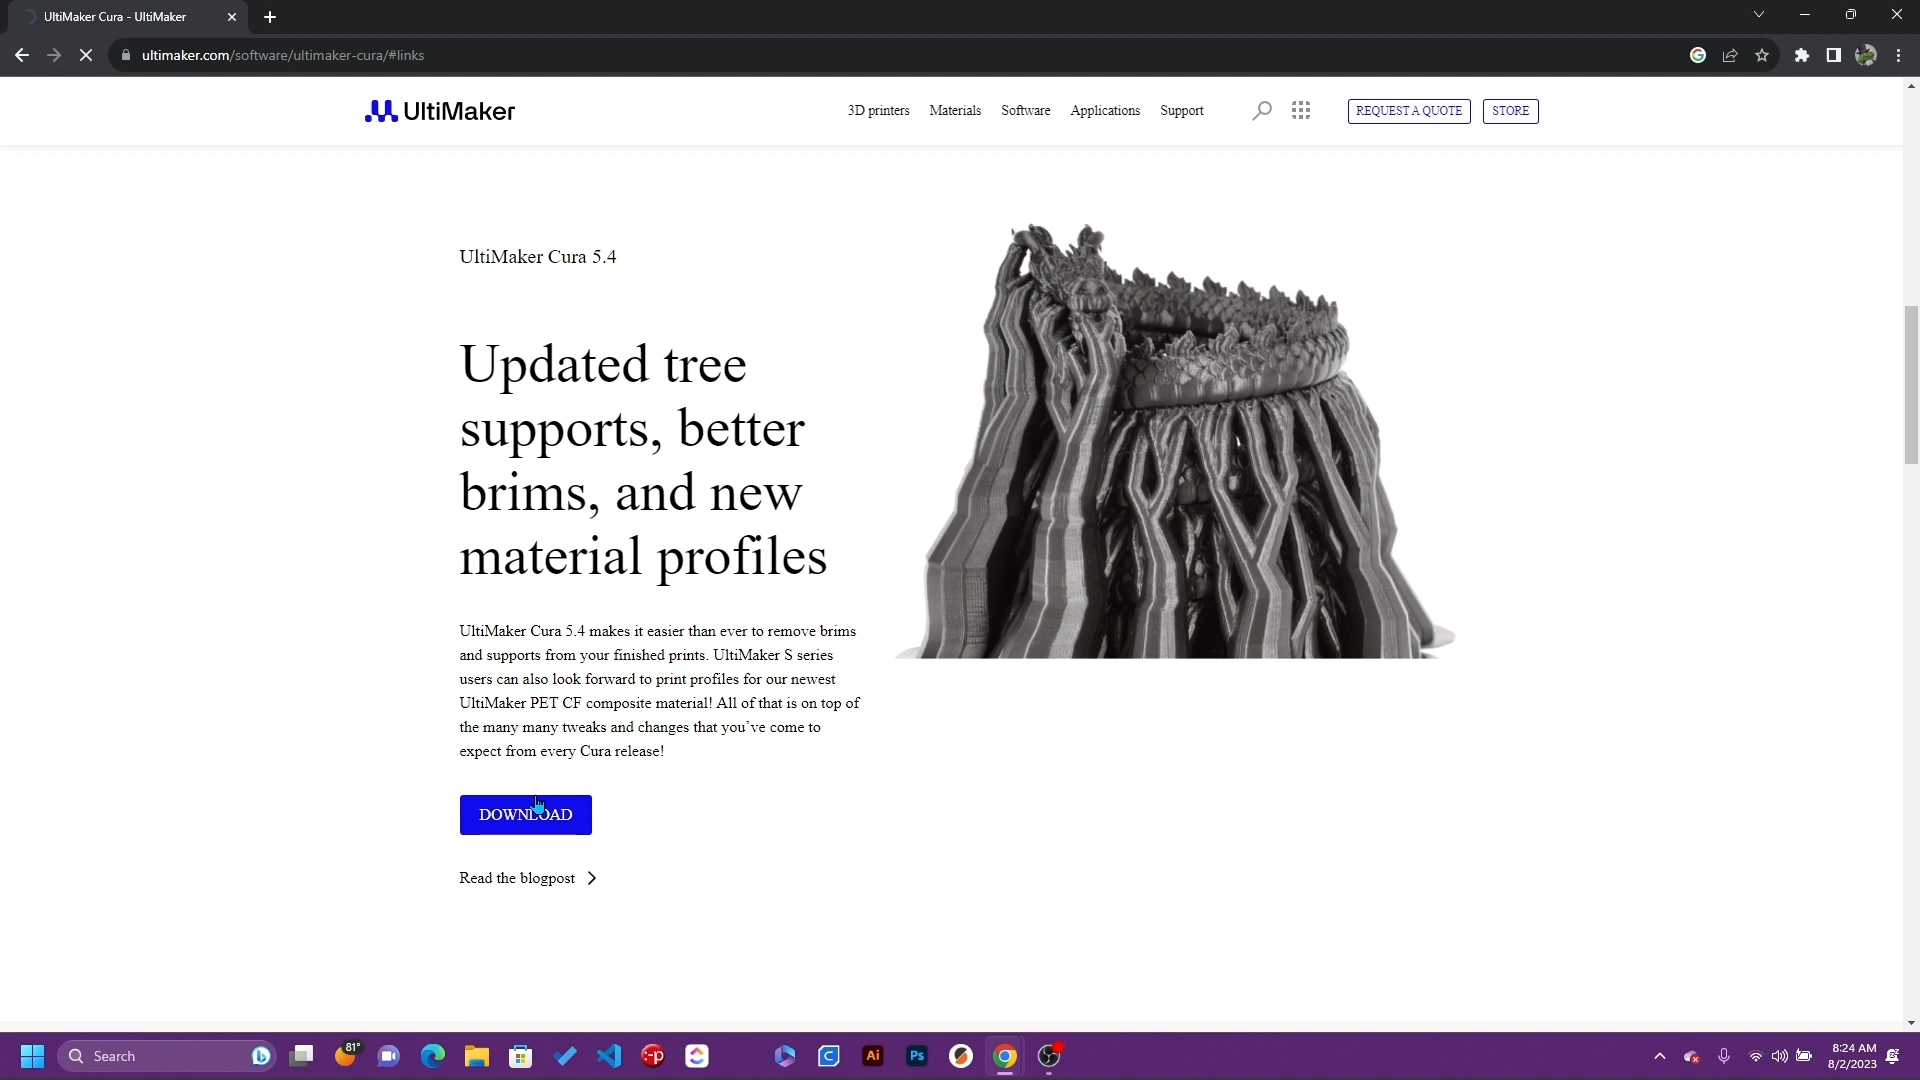 UltiMaker Cura - UltiMaker
ultimaker.com/software/ultimaker-cura/#links
UltiMaker
3D printers Materials Software Applications Support REQUEST A QUOTE STORE
UltiMaker Cura 5.4
Updated tree
supports, better
brims, and new
material profiles
UltiMaker Cura 5.4 makes it easier than ever to remove brims
and supports from your finished prints. UltiMaker S series
users can also look forward to print profiles for our newest
UltiMaker PET CF composite material! All of that is on top of
the many many tweaks and changes that you’ve come to
expect from every Cura release!
DOWNLOAD
Read the blogpost
Search 81° Ai Ps 8:24 AM
8/2/2023